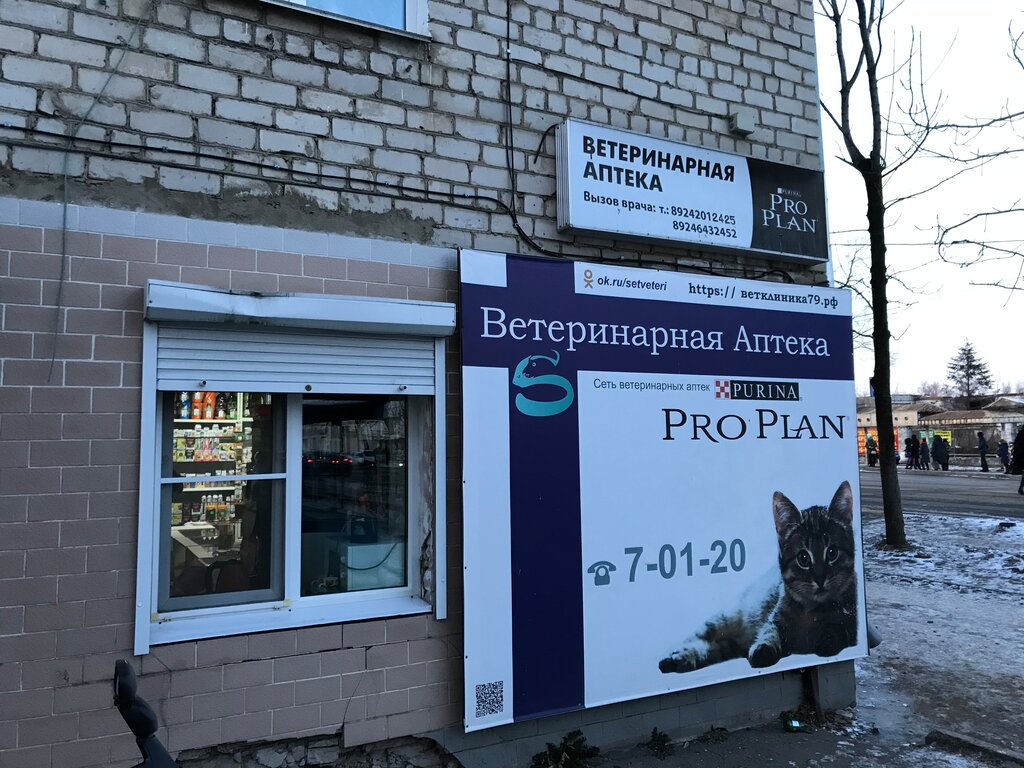 ВЕТЕРИНАРНАЯ
АПТЕКА
Вызов врача: т.: 89242012425
89246432452
PURINA
PRO
PLAN
ok.ru/setveteri
https:// ветклиника79.рф
Ветеринарная Аптека
Сеть ветеринарных аптек
PURINA
PRO PLAN
7-01-20